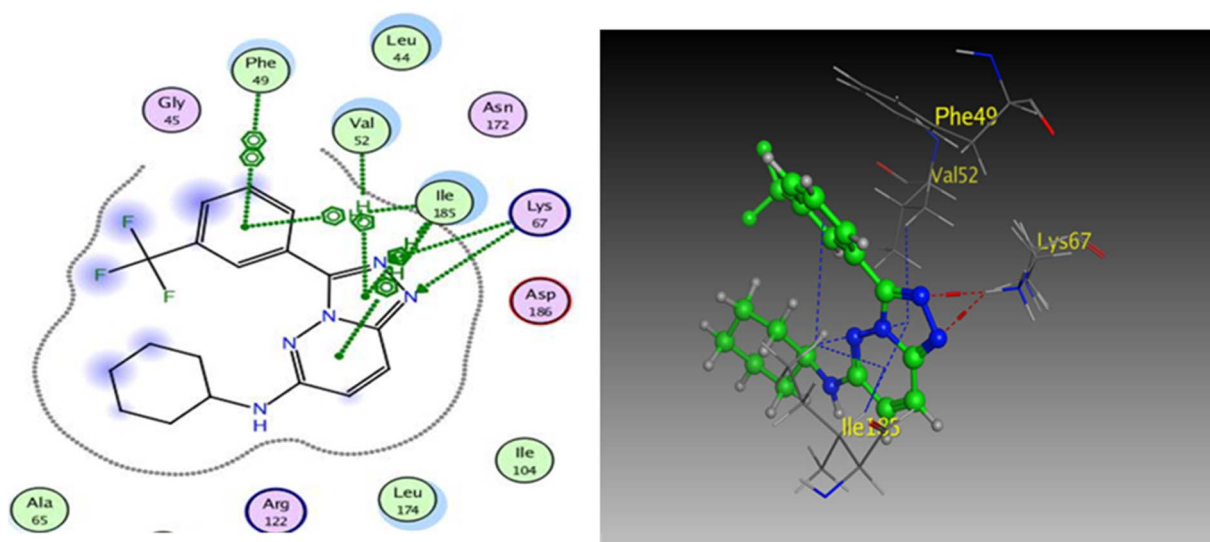 Leu
44
Phe
49
Gly
45
Asn
172
Val
52
Ile
185
Lys
67
H
H
H
F
F
F
N
N
N
N
N
H
Asp
186
Ile
104
Ala
65
Arg
122
Leu
174
Phe49
Val52
Lys67
Ile185